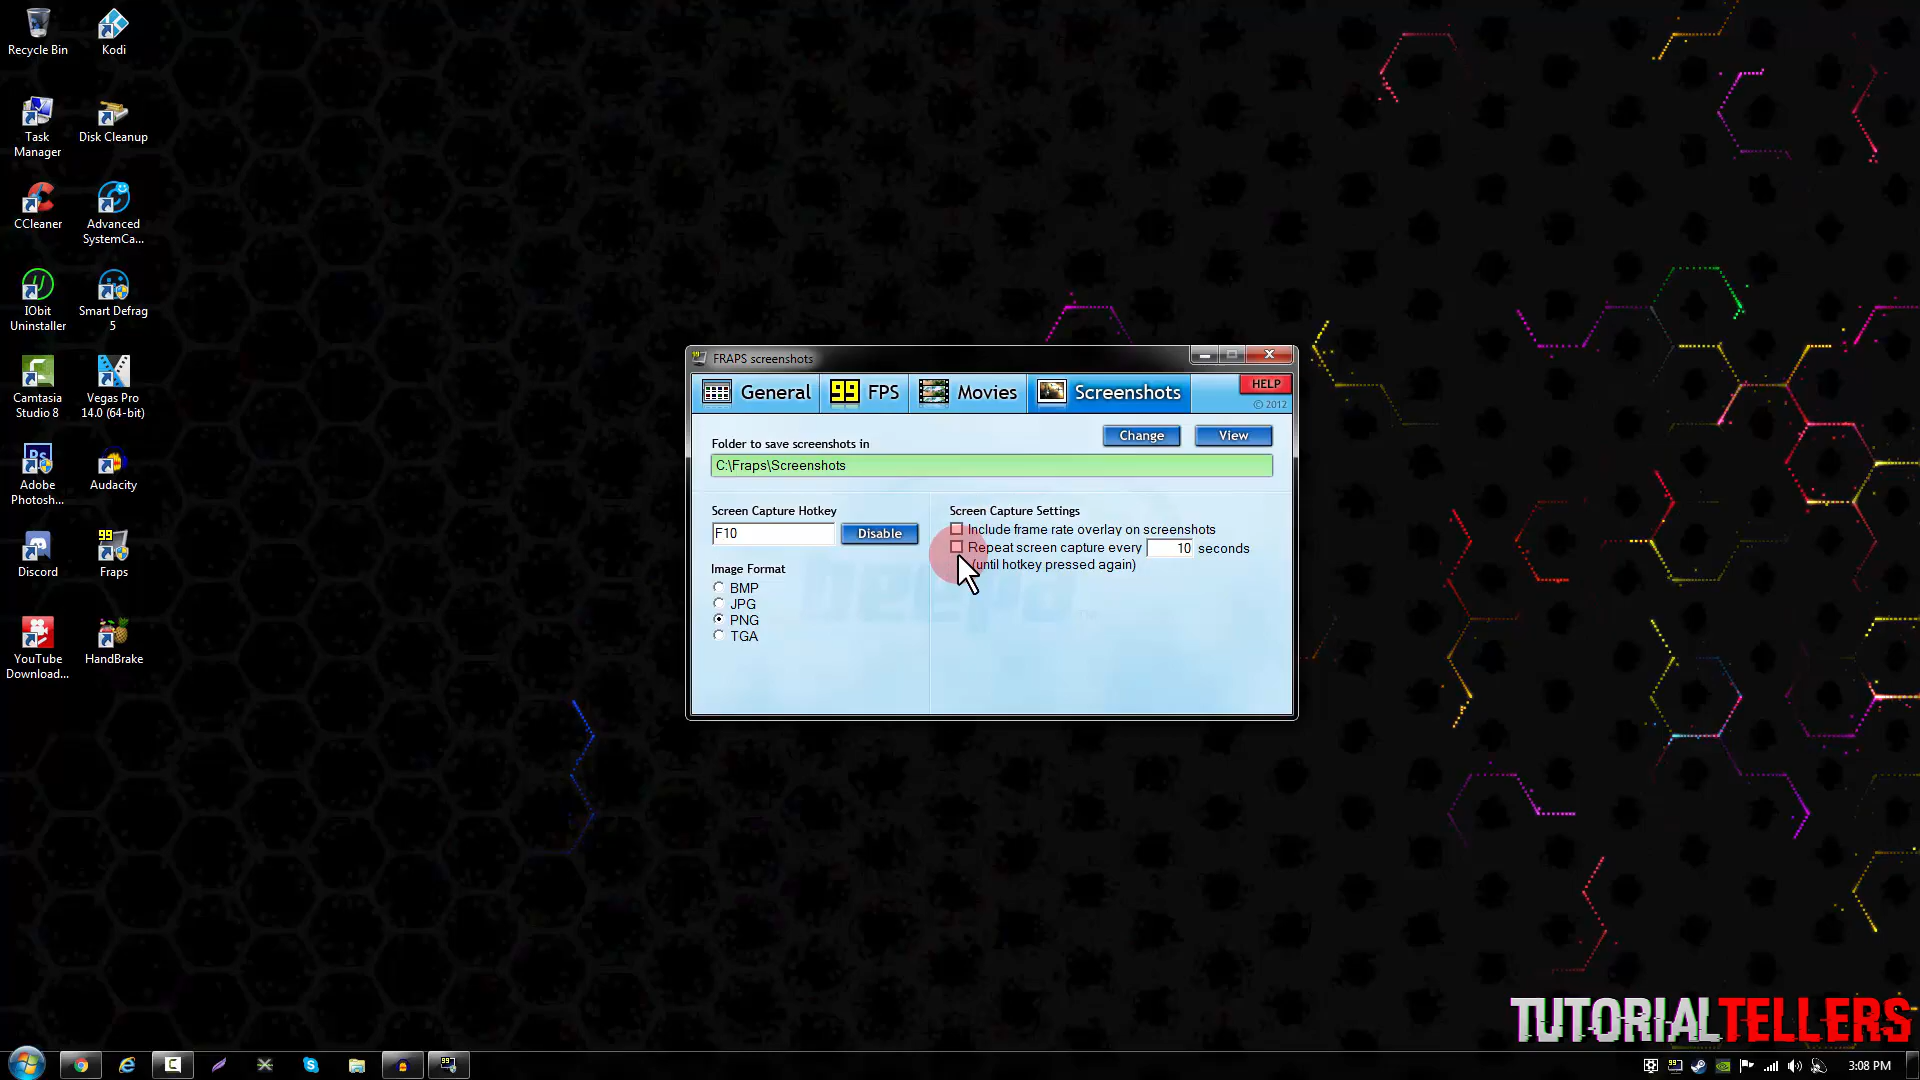 Recycle Bin
Kodi
Task
Manager
Disk Cleanup
CCleaner
Advanced
SystemCa...
IObit
Uninstaller
Smart Defrag
5
Camtasia
Studio 8
Vegas Pro
14.0 (64-bit)
Adobe
Photosh...
Audacity
Discord
Fraps
YouTube
Download...
HandBrake
FRAPS screenshots
General
99 FPS
Movies
Screenshots
HELP
© 2012
Folder to save screenshots in
Change
View
C:\Fraps\Screenshots
Screen Capture Hotkey
F10
Disable
Image Format
BMP
JPG
PNG
TGA
Screen Capture Settings
Include frame rate overlay on screenshots
Repeat screen capture every 10 seconds
(until hotkey pressed again)
beepa
TUTORIALTELLERS
3:08 PM